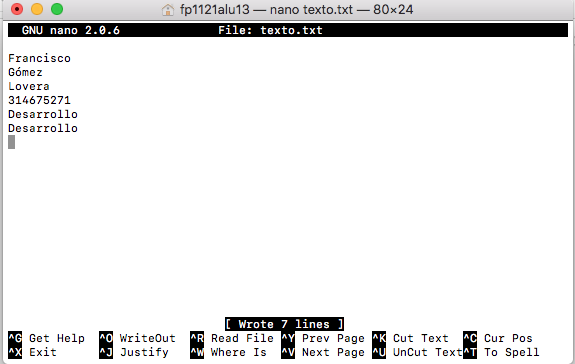 fp1121alu13 — nano texto.txt — 80×24
GNU nano 2.0.6 File: texto.txt
Francisco
Gómez
Lovera
314675271
Desarrollo
Desarrollo
[ Wrote 7 lines ]
^G Get Help ^O WriteOut ^R Read File ^Y Prev Page ^K Cut Text ^C Cur Pos
^X Exit ^J Justify ^W Where Is ^V Next Page ^U UnCut Text ^T To Spell